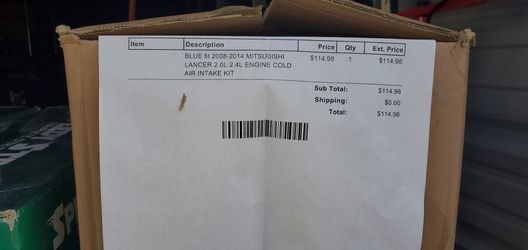 Item Description Price Qty Ext. Price
BLUE fit 2008-2014 MITSUBISHI $114.98 1 $114.98
LANCER 2.0L 2.4L ENGINE COLD
AIR INTAKE KIT
Sub Total: $114.98
Shipping: $0.00
Total: $114.98